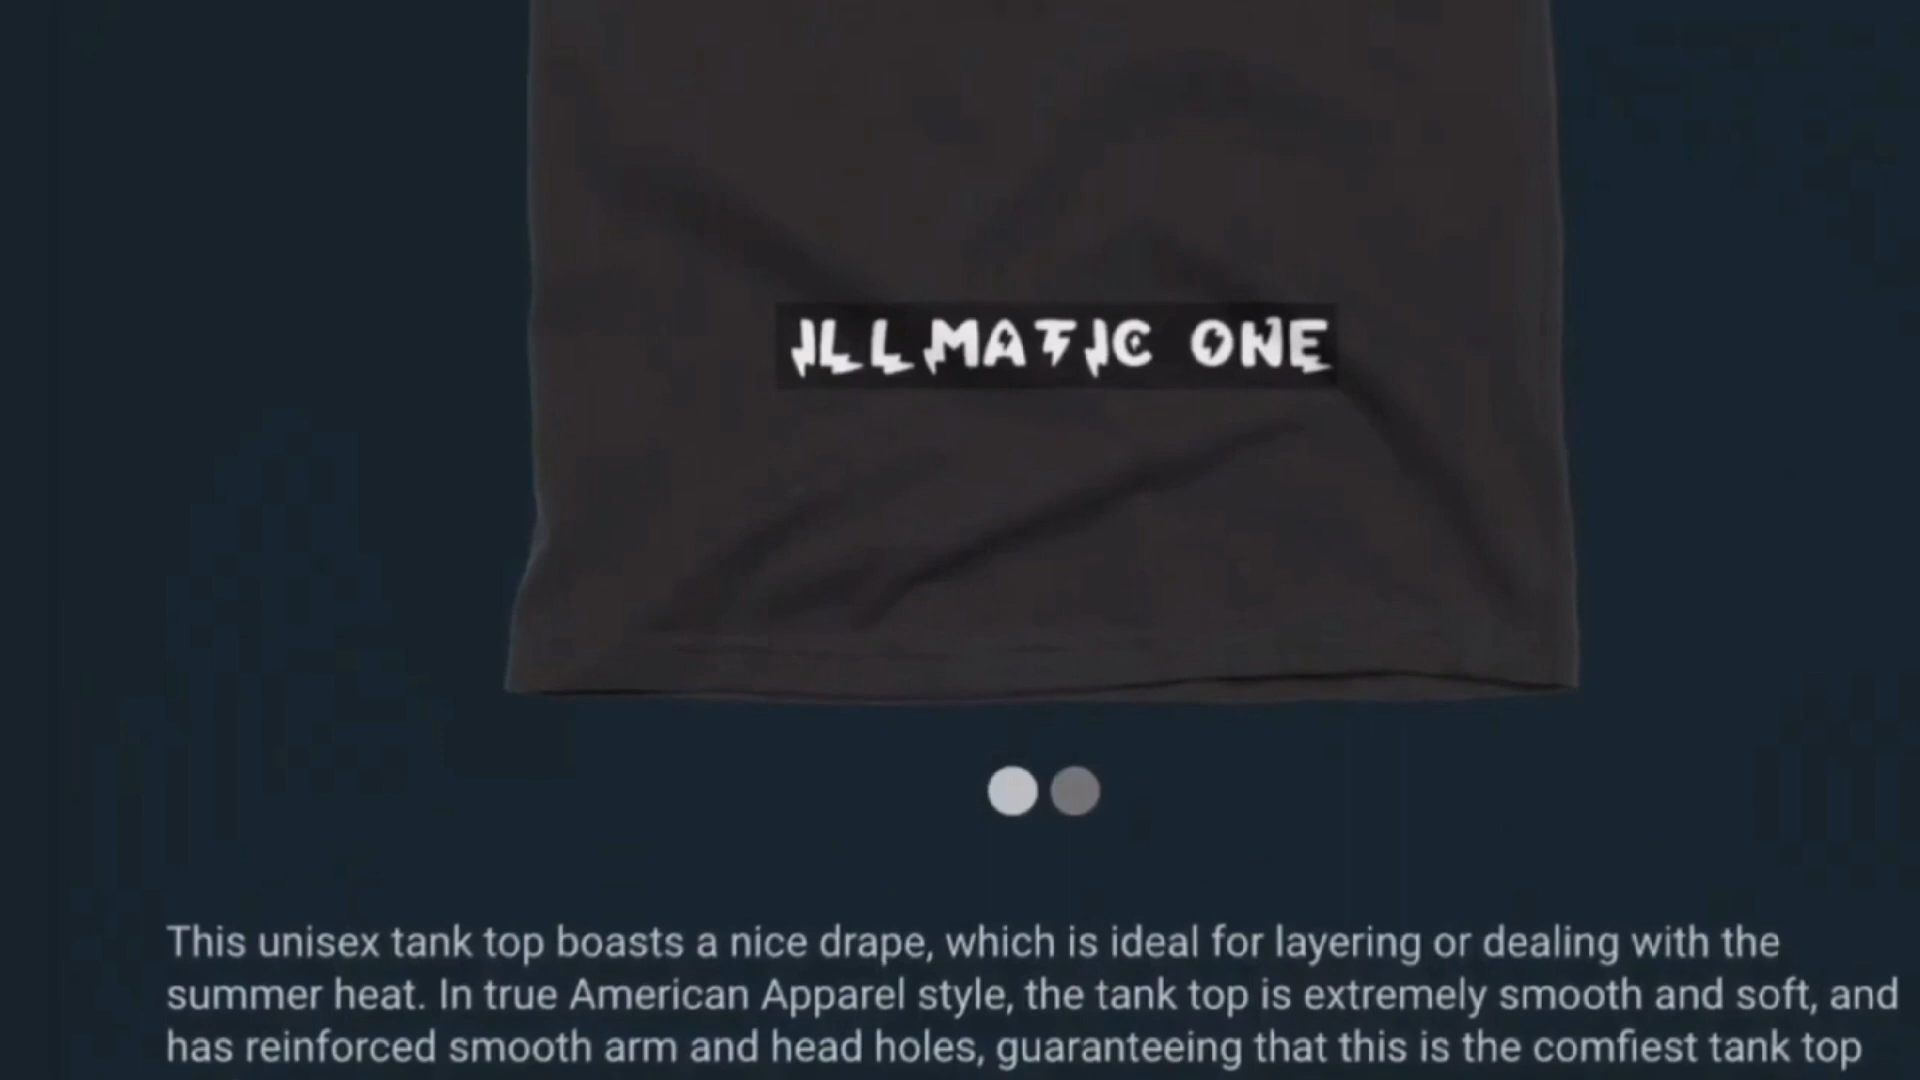 ILLMATIC ONE
This unisex tank top boasts a nice drape, which is ideal for layering or dealing with the
summer heat. In true American Apparel style, the tank top is extremely smooth and soft, and
has reinforced smooth arm and head holes, guaranteeing that this is the comfiest tank top